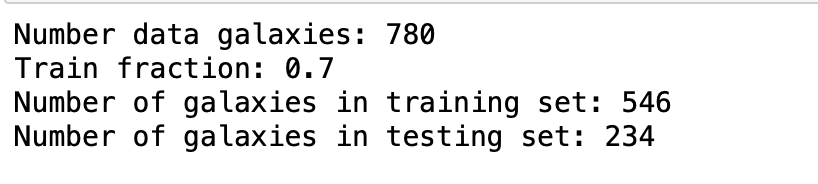 Number data galaxies: 780
Train fraction: 0.7
Number of galaxies in training set: 546
Number of galaxies in testing set: 234